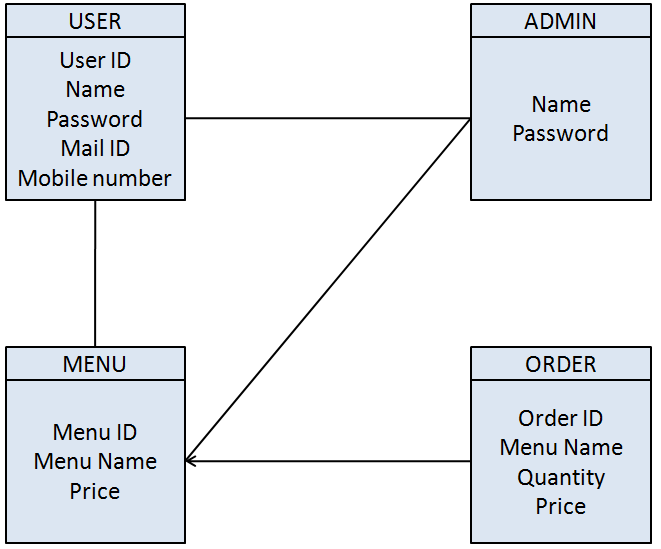 USER
User ID
Name
Password
Mail ID
Mobile number
ADMIN
Name
Password
MENU
Menu ID
Menu Name
Price
ORDER
Order ID
Menu Name
Quantity
Price